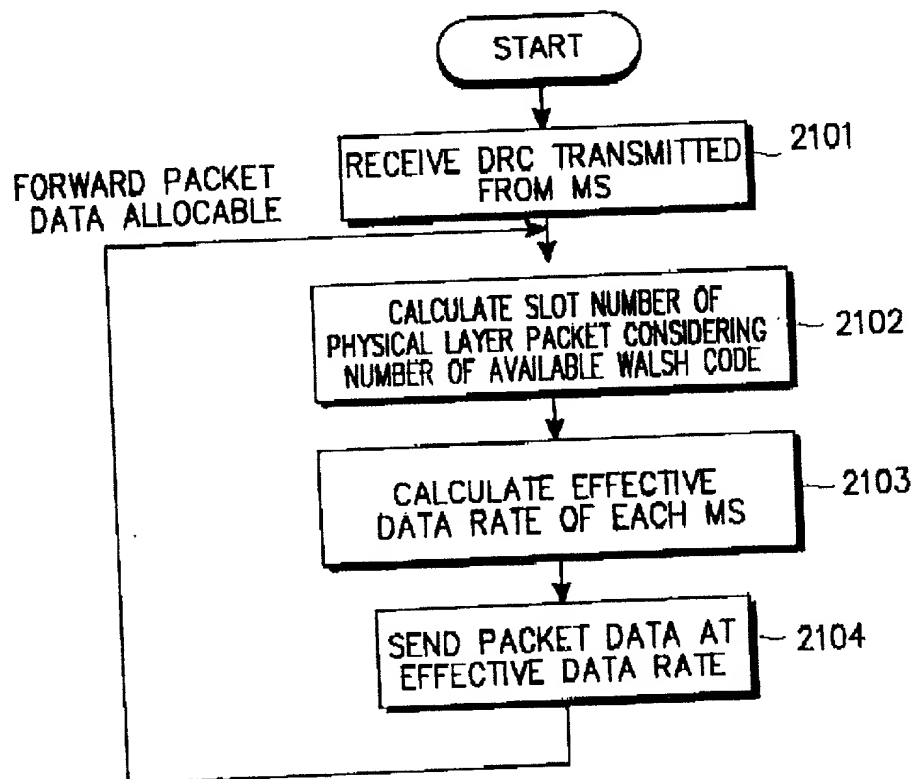 START
RECEIVE DRC TRANSMITTED
FROM MS
2101
FORWARD PACKET
DATA ALLOCABLE
CALCULATE SLOT NUMBER OF
PHYSICAL LAYER PACKET CONSIDERING
NUMBER OF AVAILABLE WALSH CODE
2102
CALCULATE EFFECTIVE
DATA RATE OF EACH MS
2103
SEND PACKET DATA AT
EFFECTIVE DATA RATE
2104